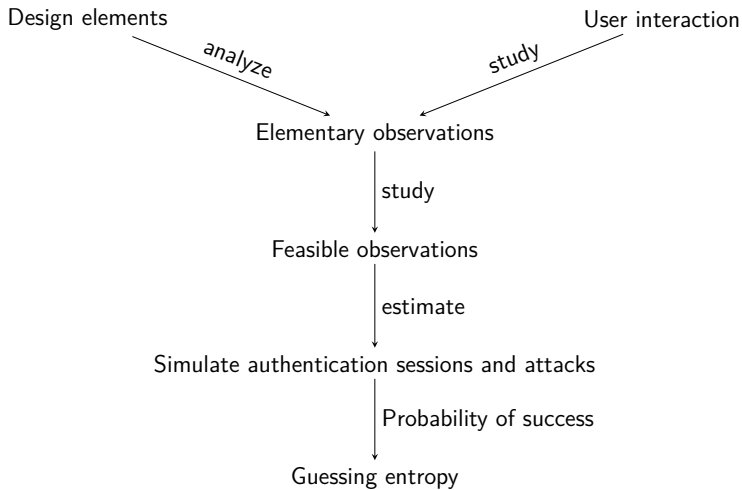 Design elements
User interaction
analyze
study
Elementary observations
study
Feasible observations
estimate
Simulate authentication sessions and attacks
Probability of success
Guessing entropy